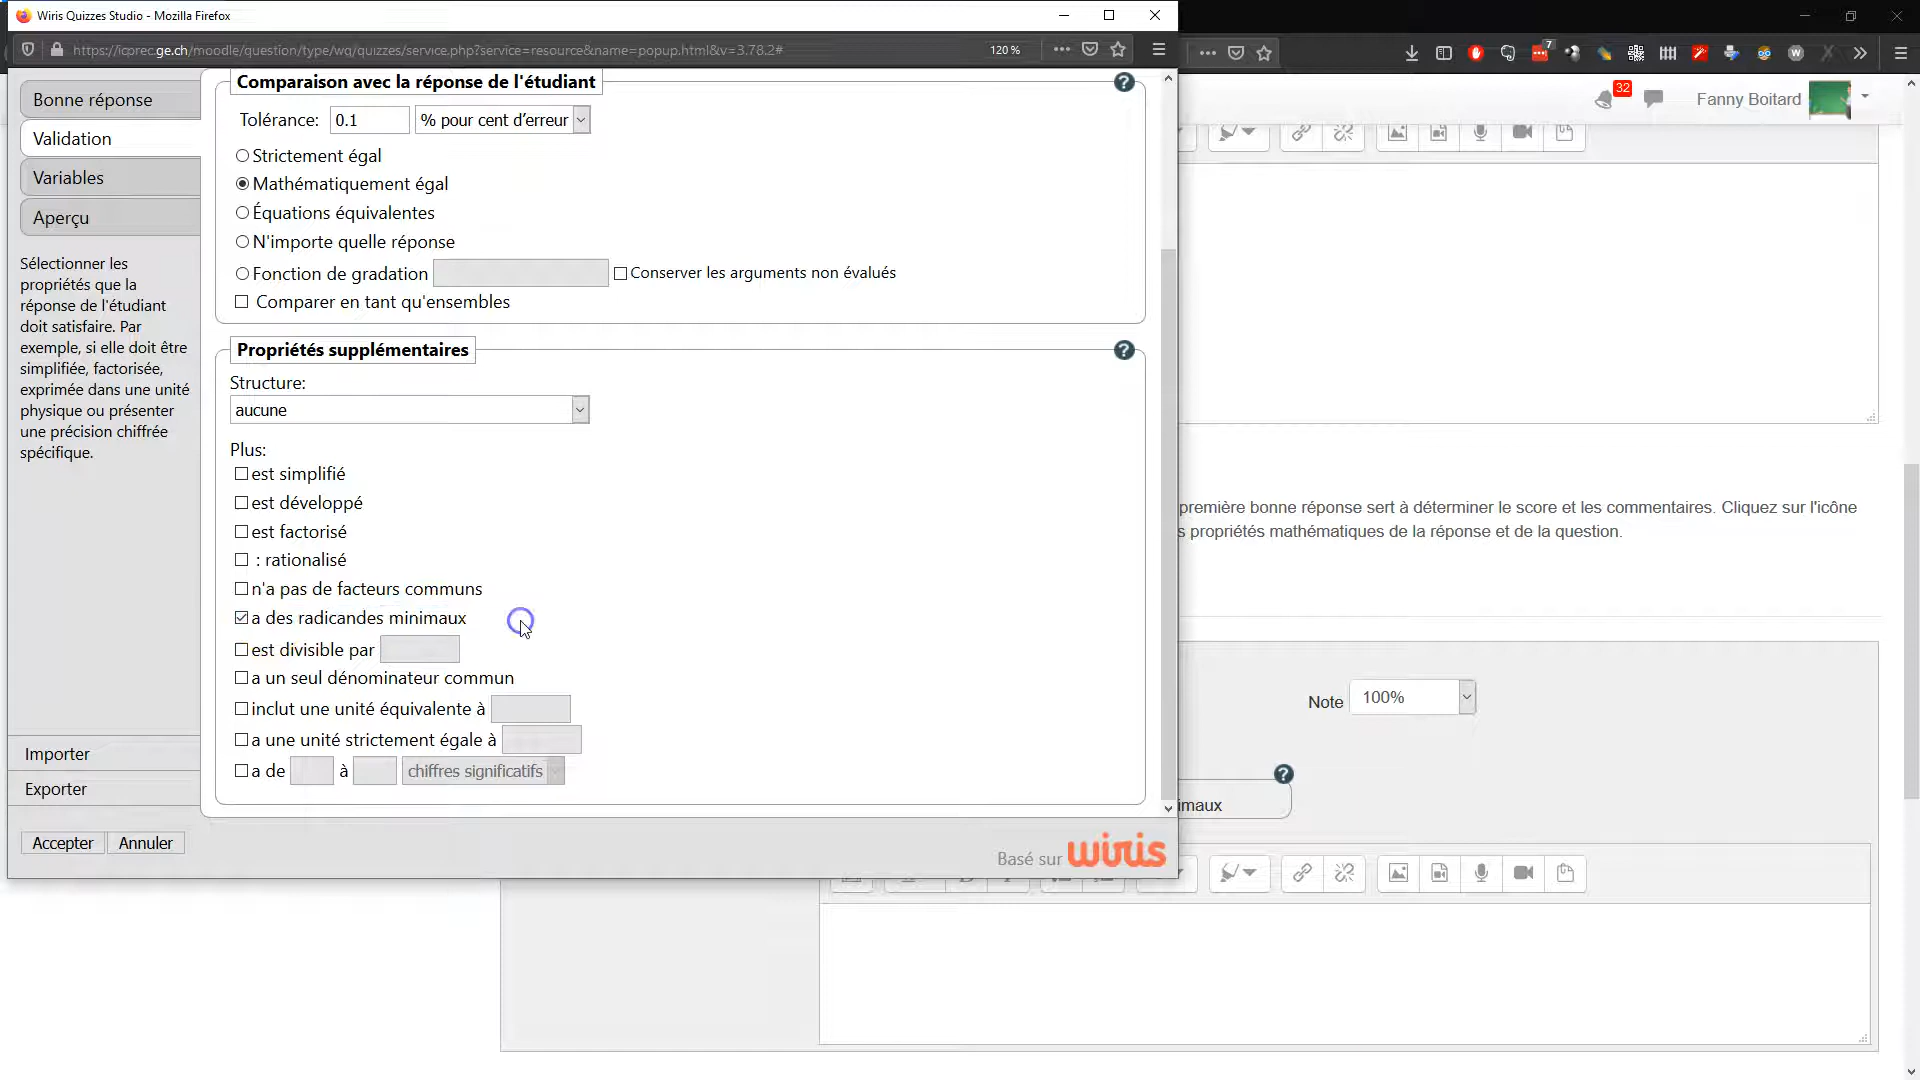 Wiris Quizzes Studio - Mozilla Firefox
https://icprec.ge.ch/moodle/question/type/wq/quizzes/service.php?service=resource&name=popup.html&v=3.78.2#
120 %
7
Bonne réponse
Validation
Variables
Aperçu
Sélectionner les
propriétés que la
réponse de l'étudiant
doit satisfaire. Par
exemple, si elle doit être
simplifiée, factorisée,
exprimée dans une unité
physique ou présenter
une précision chiffrée
spécifique.
Importer
Exporter
Accepter
Annuler
Comparaison avec la réponse de l'étudiant
?
Tolérance: 0.1 % pour cent d’erreur
Strictement égal
Mathématiquement égal
Équations équivalentes
N'importe quelle réponse
Fonction de gradation
Conserver les arguments non évalués
Comparer en tant qu'ensembles
Propriétés supplémentaires
?
Structure:
aucune
Plus:
est simplifié
est développé
est factorisé
: rationalisé
n'a pas de facteurs communs
a des radicandes minimaux
est divisible par
a un seul dénominateur commun
inclut une unité équivalente à
a une unité strictement égale à
a de à chiffres significatifs
Basé sur wiris
32
Fanny Boitard
première bonne réponse sert à déterminer le score et les commentaires. Cliquez sur l'icône
s propriétés mathématiques de la réponse et de la question.
Note 100%
?
imaux